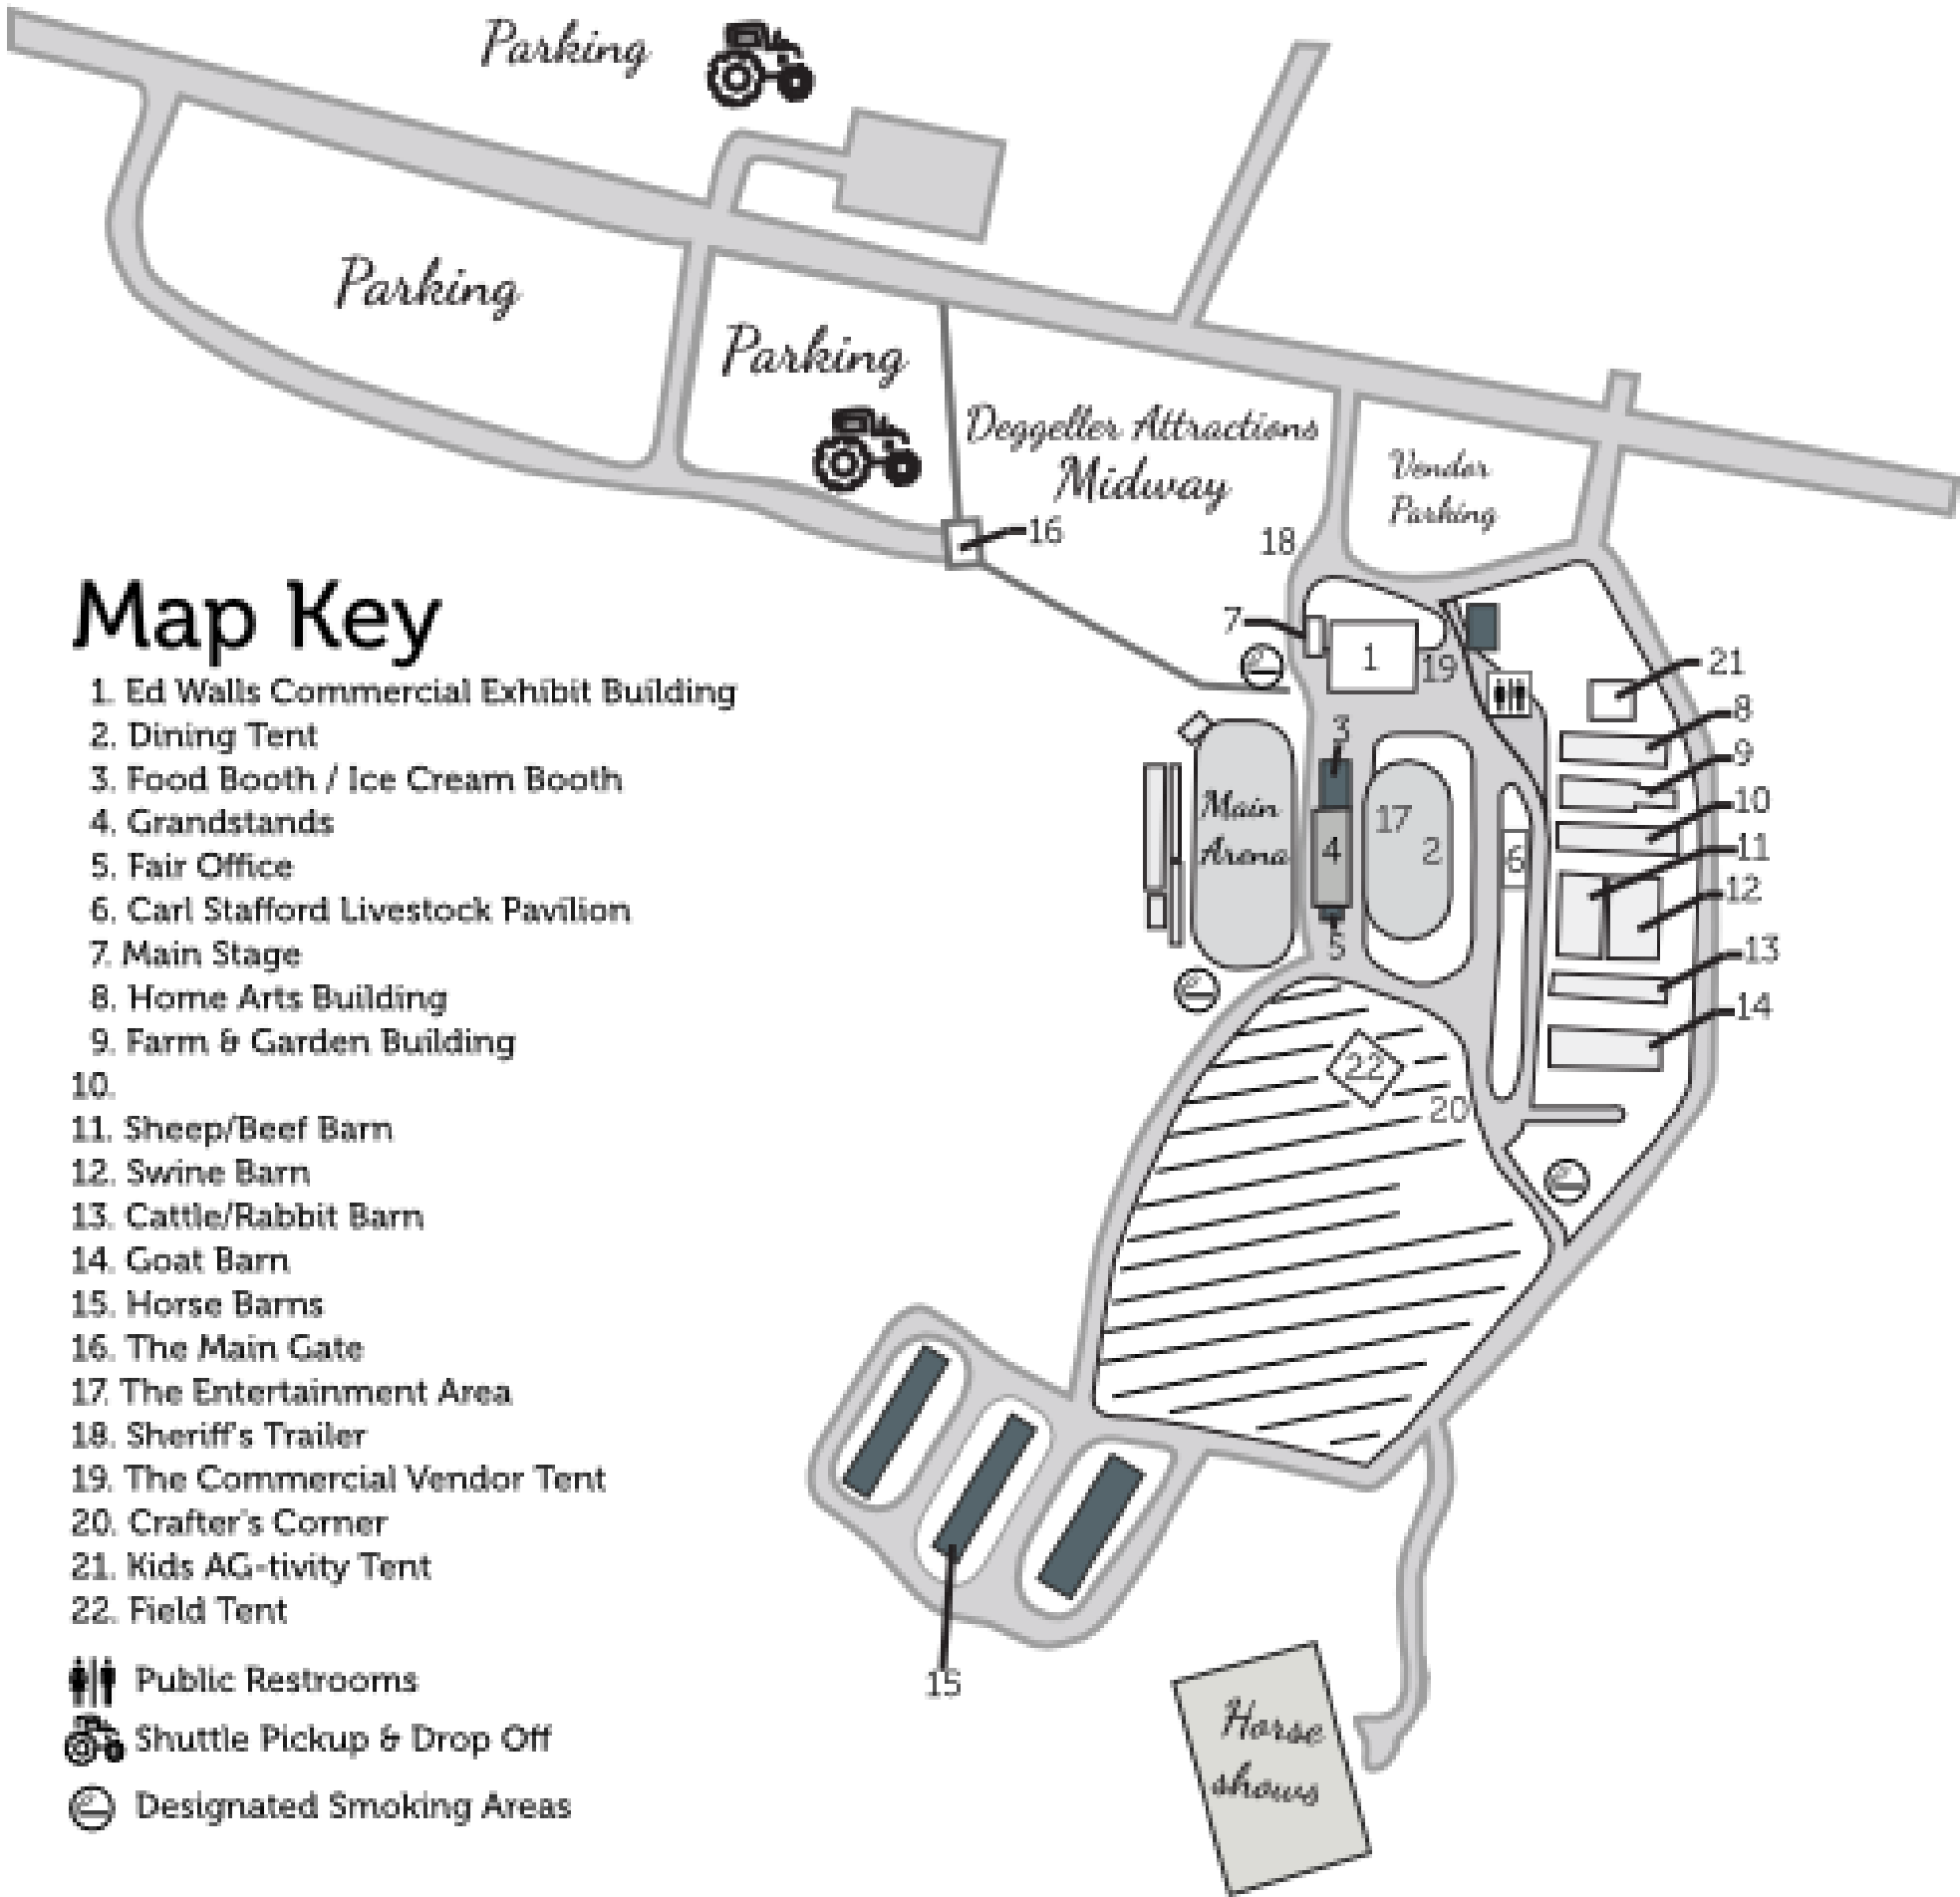 Parking
Parking
Parking
Deggeller Attractions
Midway
Vendor
Parking
16
18
7
1
19
21
3
8
9
Main
Arena
17
10
4
2
6
11
12
5
13
14
22
20
15
Horse
shows
Map Key
1. Ed Walls Commercial Exhibit Building
2. Dining Tent
3. Food Booth / Ice Cream Booth
4. Grandstands
5. Fair Office
6. Carl Stafford Livestock Pavilion
7. Main Stage
8. Home Arts Building
9. Farm & Garden Building
10.
11. Sheep/Beef Barn
12. Swine Barn
13. Cattle/Rabbit Barn
14. Goat Barn
15. Horse Barns
16. The Main Gate
17. The Entertainment Area
18. Sheriff's Trailer
19. The Commercial Vendor Tent
20. Crafter's Corner
21. Kids AG-tivity Tent
22. Field Tent
Public Restrooms
Shuttle Pickup & Drop Off
Designated Smoking Areas